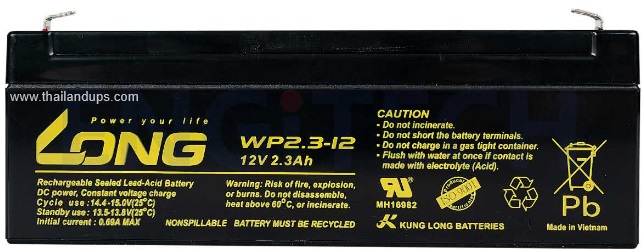 www.thailandups.com
Power your life
LONG
WP2.3-12
12V 2.3Ah
Rechargeable Sealed Lead-Acid Battery
DC power, Constant voltage charge
Cycle use : 14.4-15.0V(25°C)
Standby use : 13.5-13.8V(25°C)
Initial current : 0.69A MAX
Warning: Risk of fire, explosion,
or burns. Do not disassemble,
heat above 60°C, or incinerate.
NONSPILLABLE BATTERY MUST BE RECYCLED
CAUTION
• Do not incinerate.
• Do not short the battery terminals.
• Do not charge in a gas tight container.
• Flush with water at once if contact is
made with electrolyte (Acid).
MH16982
ISO 9001
KUNG LONG BATTERIES
Pb
Made in Vietnam